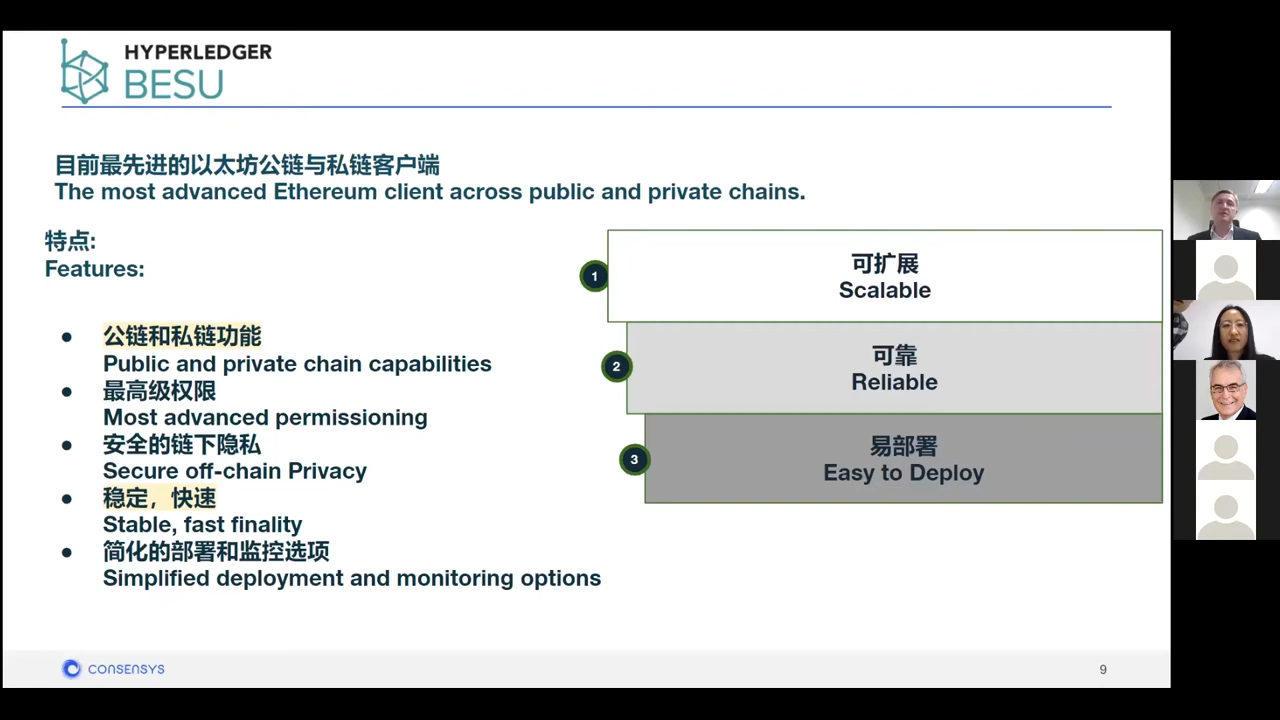 HYPERLEDGER
BESU
目前最先进的以太坊公链与私链客户端
The most advanced Ethereum client across public and private chains.
特点:
Features:
● 公链和私链功能
Public and private chain capabilities
● 最高级权限
Most advanced permissioning
● 安全的链下隐私
Secure off-chain Privacy
● 稳定，快速
Stable, fast finality
● 简化的部署和监控选项
Simplified deployment and monitoring options
1
可扩展
Scalable
2
可靠
Reliable
3
易部署
Easy to Deploy
CONSENSYS
9